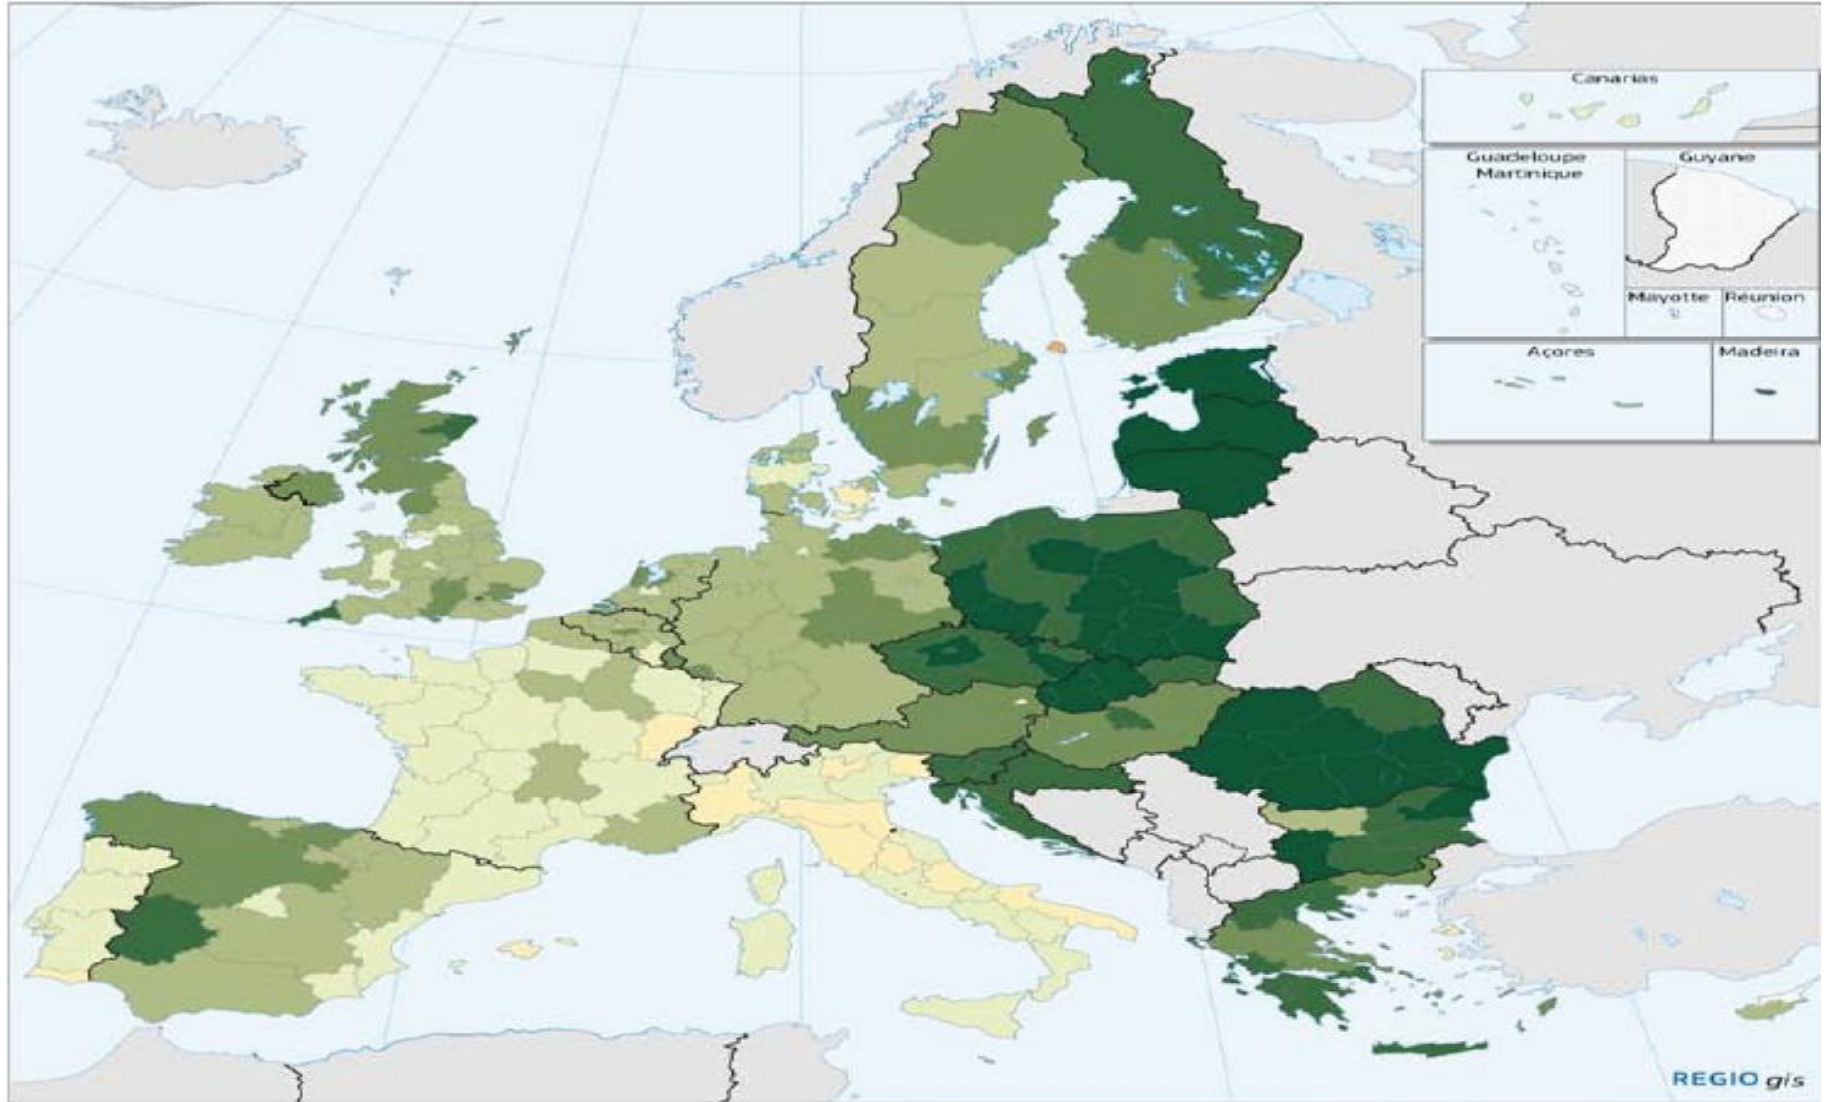 Canarias
Guadeloupe
Martinique
Guyane
Mayotte
Réunion
Açores
Madeira
REGIO gis